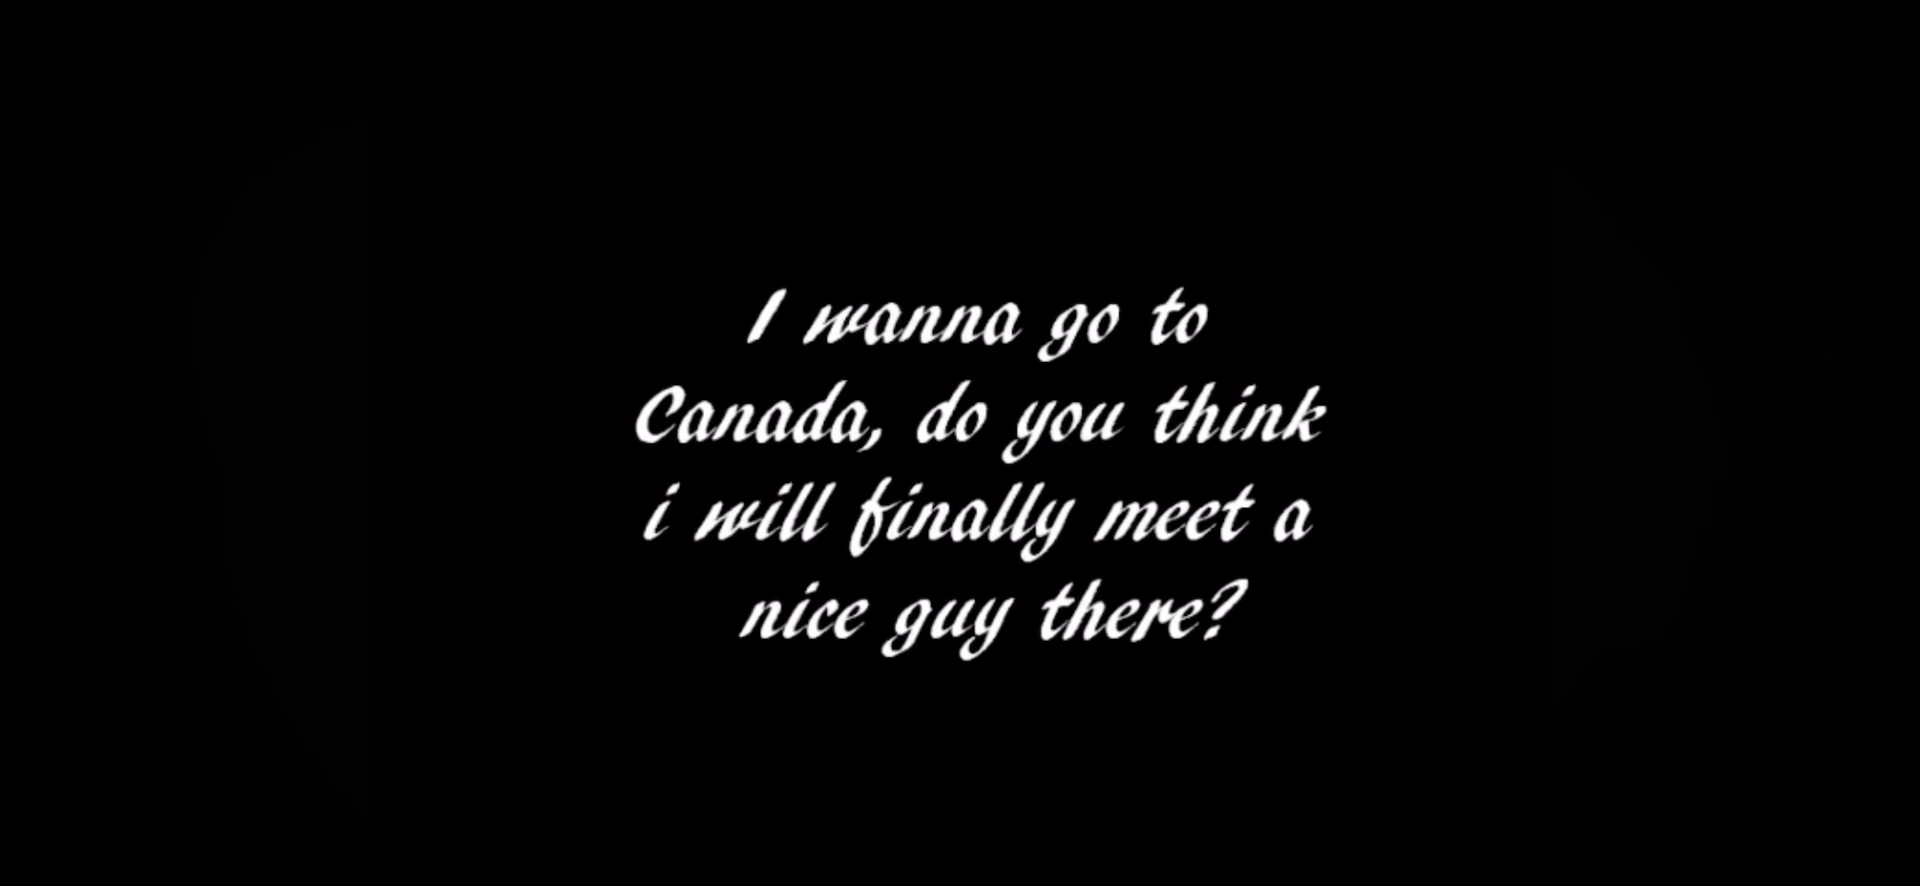 I wanna go to
Canada, do you think
i will finally meet a
nice guy there?